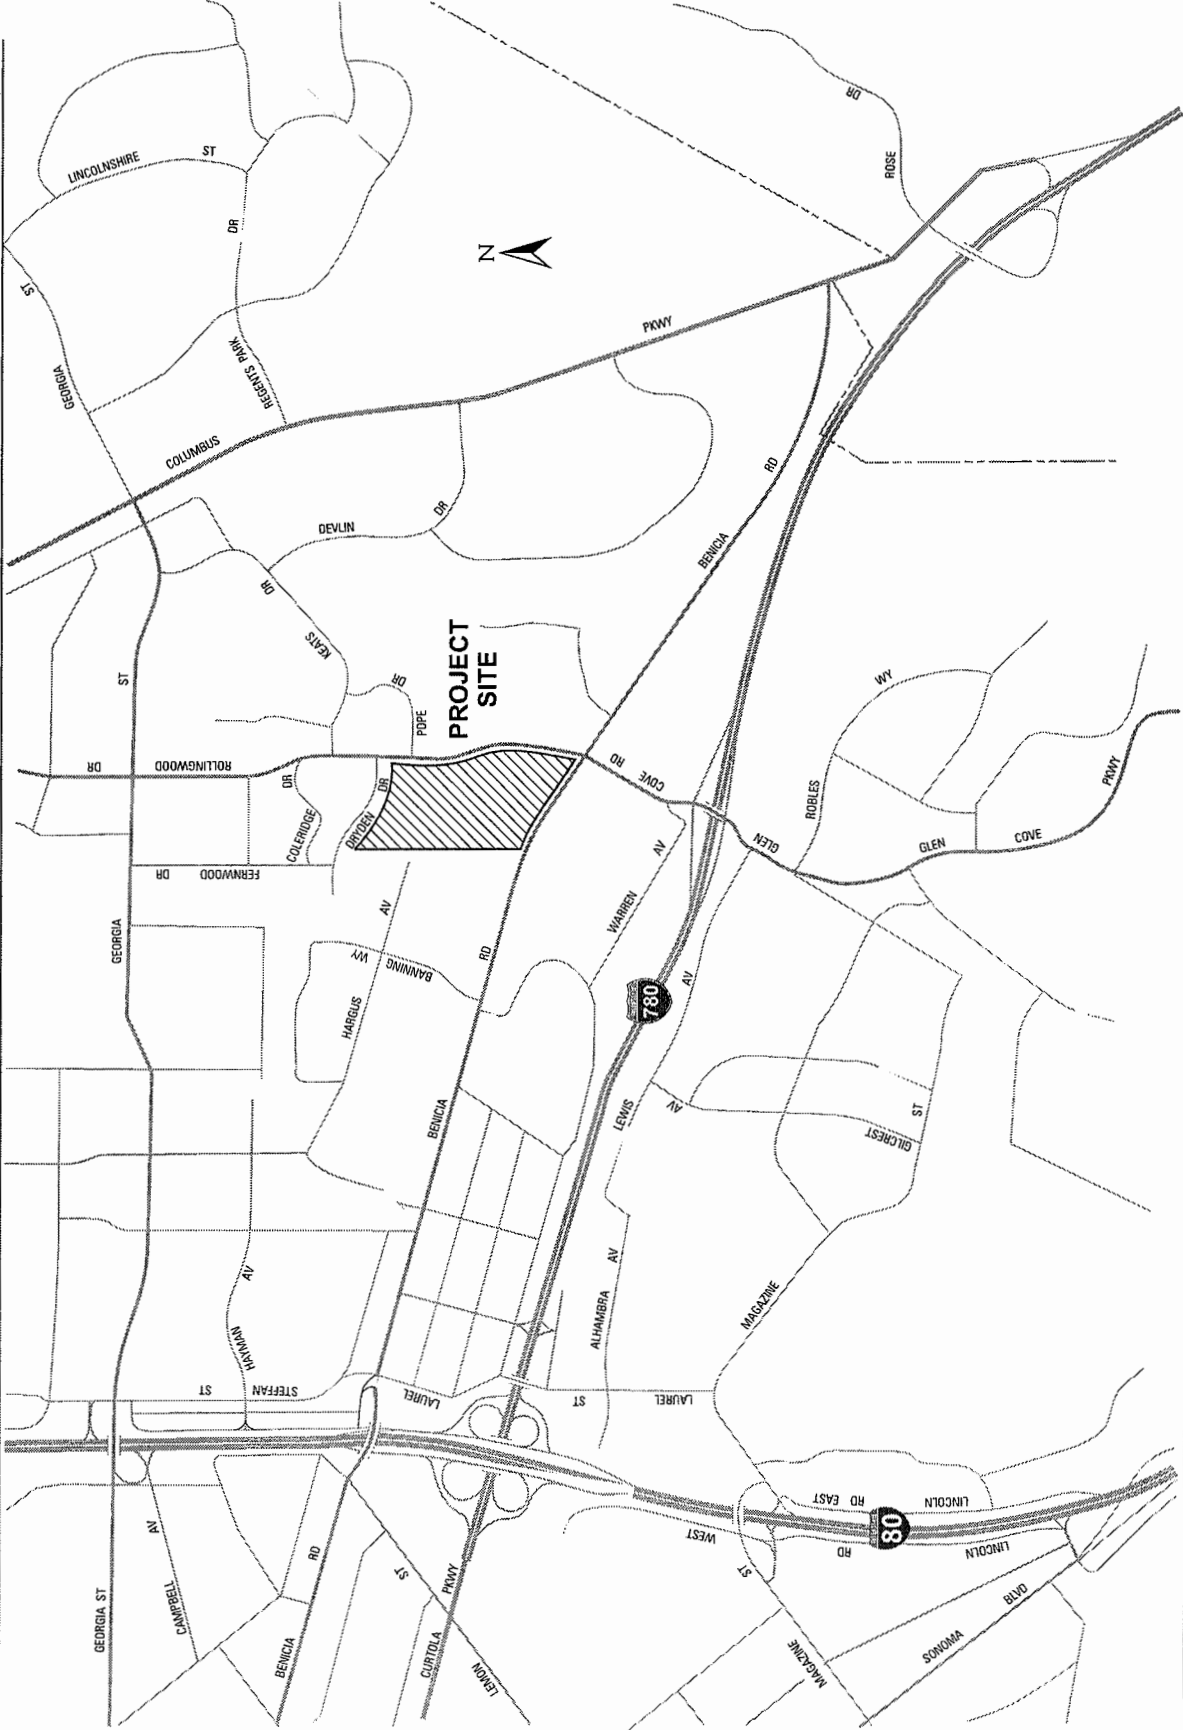 LINCOLNSHIRE
ST
DR
ST
GEORGIA
REGENTS PARK
N
DR
ROSE
PKWY
COLUMBUS
DEVLIN
DR
RD
BENICIA
DR
KEATS
DR
POPE
PROJECT
SITE
ST
DR
ROLLINGWOOD
DR
COLERIDGE
DR
DRYDEN
DR
FERNWOOD
COVE
RD
GLEN
ROBLES
WY
PKWY
COVE
GLEN
GEORGIA
AV
HARGUS
BANNING
WY
RD
BENICIA
WARREN
AV
780
AV
LEWIS
AV
GILCREST
ST
HAYMAN
AV
STEFFAN
ST
LAUREL
ST
LAUREL
ALHAMBRA
AV
MAGAZINE
GEORGIA ST
CAMPBELL
AV
BENICIA
RD
CURTOLA
PKWY
LEMON
ST
WEST
LINCOLN
RD EAST
80
RD
LINCOLN
ST
MAGAZINE
SONOMA
BLVD